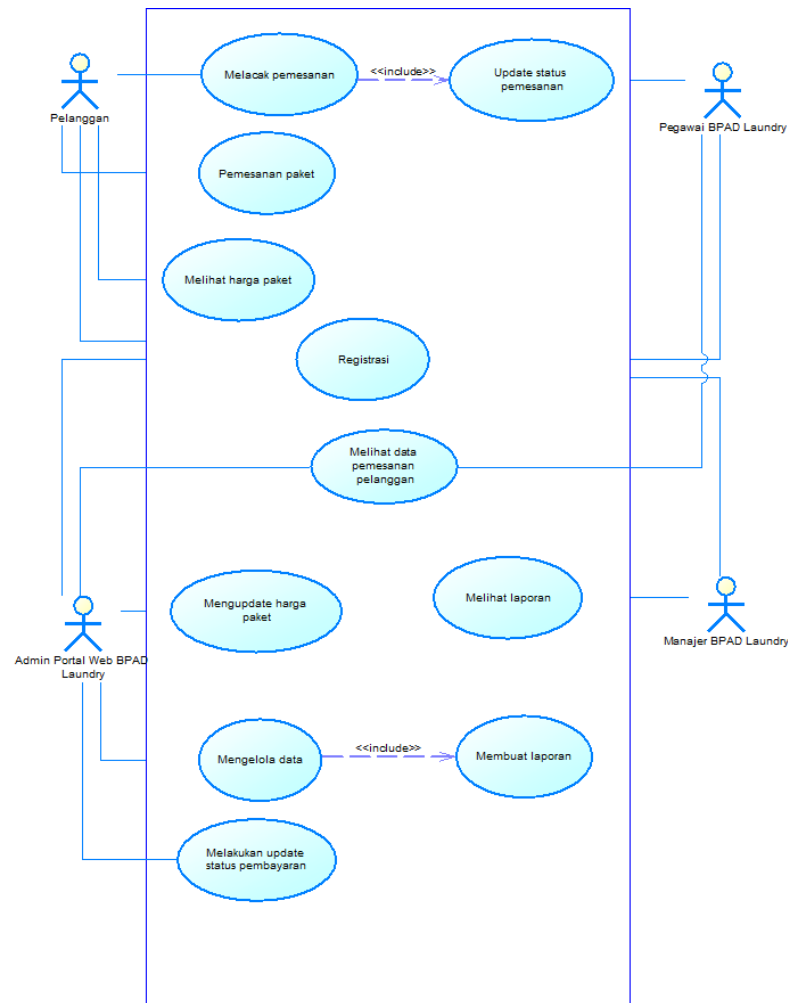 Melacak pemesanan
<<include>>
Update status
pemesanan
Pelanggan
Pegawai BPAD Laundry
Pemesanan paket
Melihat harga paket
Registrasi
Melihat data
pemesanan
pelanggan
Mengupdate harga
paket
Melihat laporan
Admin Portal Web BPAD
Laundry
Manajer BPAD Laundry
Mengelola data
<<include>>
Membuat laporan
Melakukan update
status pembayaran